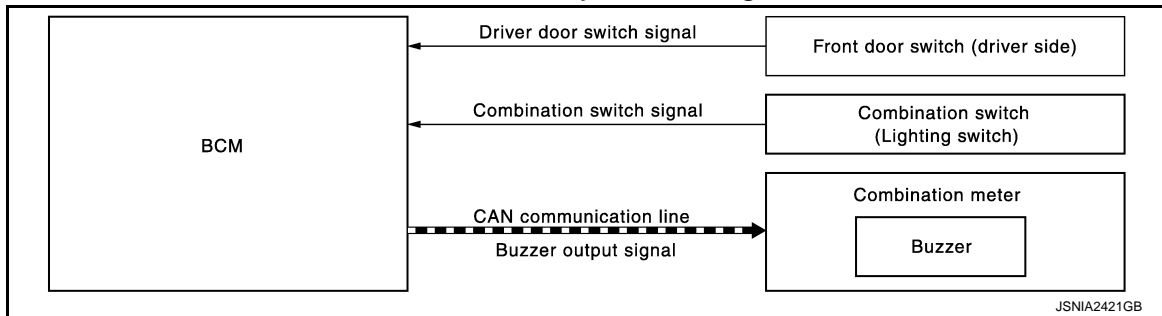 Driver door switch signal
Front door switch (driver side)
Combination switch signal
Combination switch
(Lighting switch)
BCM
Combination meter
CAN communication line
Buzzer output signal
Buzzer
JSNIA2421GB